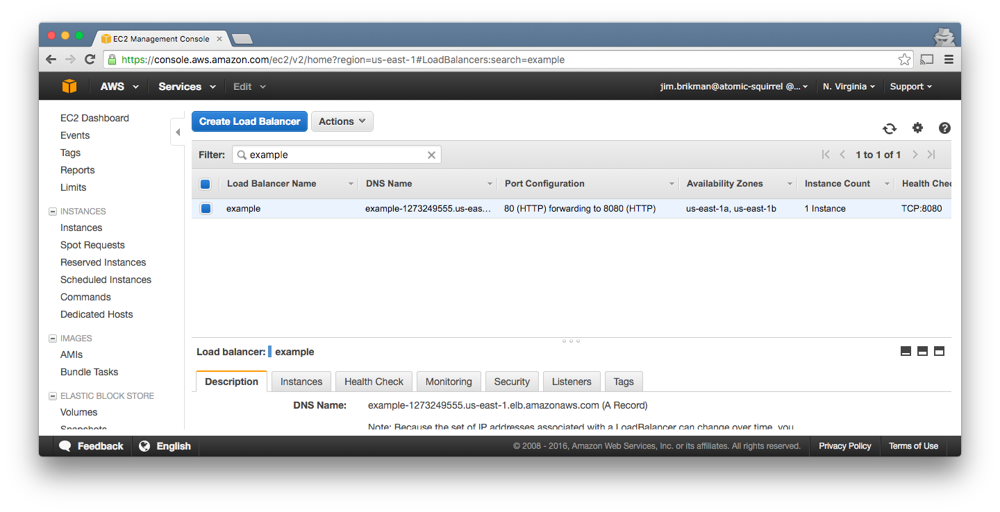 EC2 Management Console
https://console.aws.amazon.com/ec2/v2/home?region=us-east-1#LoadBalancers:search=example
AWS Services Edit jim.brikman@atomic-squirrel @... N. Virginia Support
EC2 Dashboard
Events
Tags
Reports
Limits
INSTANCES
Instances
Spot Requests
Reserved Instances
Scheduled Instances
Commands
Dedicated Hosts
IMAGES
AMIs
Bundle Tasks
ELASTIC BLOCK STORE
Volumes
Snapshots
Create Load Balancer Actions
Filter: example 1 to 1 of 1
Load Balancer Name DNS Name Port Configuration Availability Zones Instance Count Health Chec
example example-1273249555.us-eas... 80 (HTTP) forwarding to 8080 (HTTP) us-east-1a, us-east-1b 1 Instance TCP:8080
Load balancer: example
Description Instances Health Check Monitoring Security Listeners Tags
DNS Name: example-1273249555.us-east-1.elb.amazonaws.com (A Record)
Note: Because the set of IP addresses associated with a LoadBalancer can change over time, you
Feedback English © 2008 - 2016, Amazon Web Services, Inc. or its affiliates. All rights reserved. Privacy Policy Terms of Use